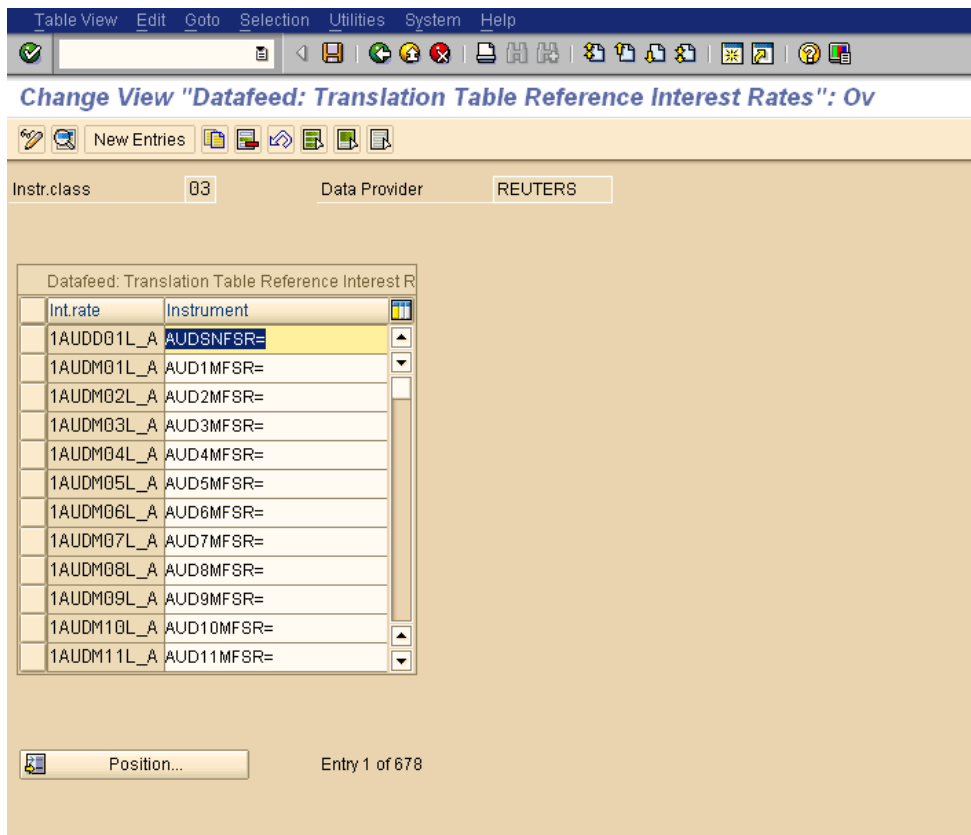 Table View Edit Goto Selection Utilities System Help
Change View "Datafeed: Translation Table Reference Interest Rates": Ov
New Entries
Instr.class 03 Data Provider REUTERS
Datafeed: Translation Table Reference Interest R
Int.rate Instrument
1AUDD01L_A AUDSNFSR=
1AUDM01L_A AUD1MFSR=
1AUDM02L_A AUD2MFSR=
1AUDM03L_A AUD3MFSR=
1AUDM04L_A AUD4MFSR=
1AUDM05L_A AUD5MFSR=
1AUDM06L_A AUD6MFSR=
1AUDM07L_A AUD7MFSR=
1AUDM08L_A AUD8MFSR=
1AUDM09L_A AUD9MFSR=
1AUDM10L_A AUD10MFSR=
1AUDM11L_A AUD11MFSR=
Position... Entry 1 of 678